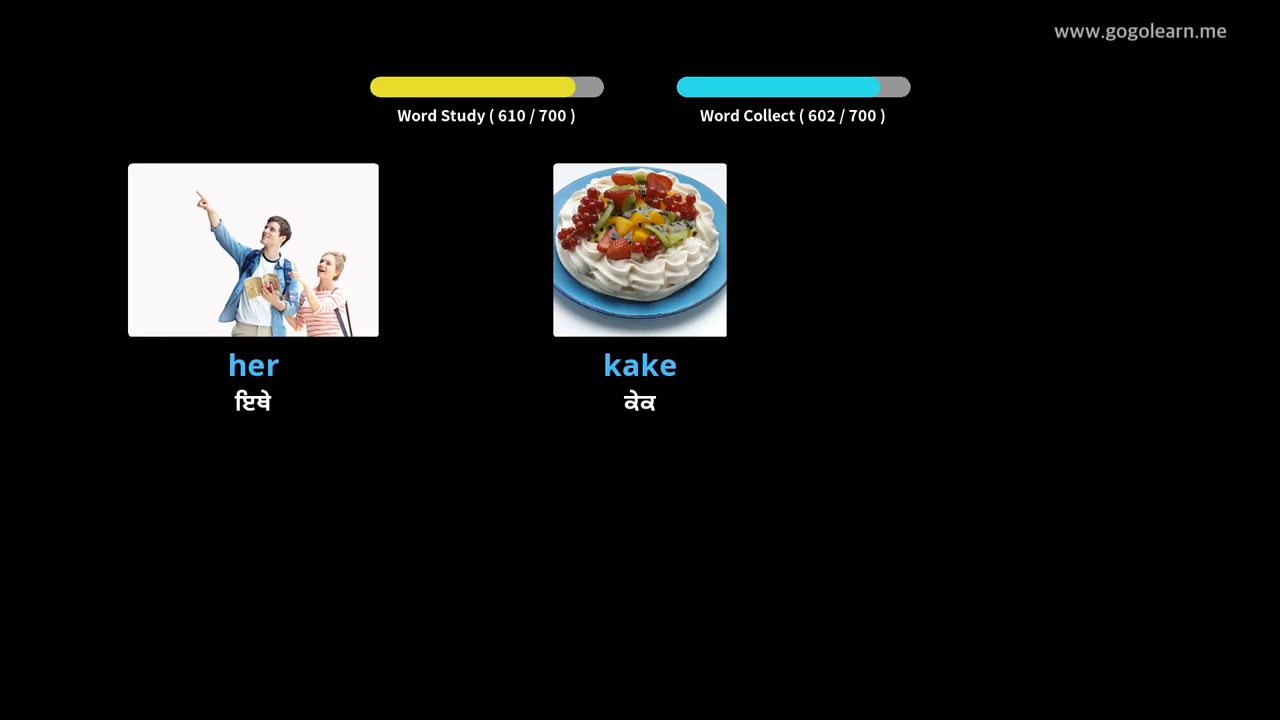 www.gogolearn.me
Word Study ( 610 / 700 )
Word Collect ( 602 / 700 )
her
ਇਥੇ
kake
ਕੇਕ